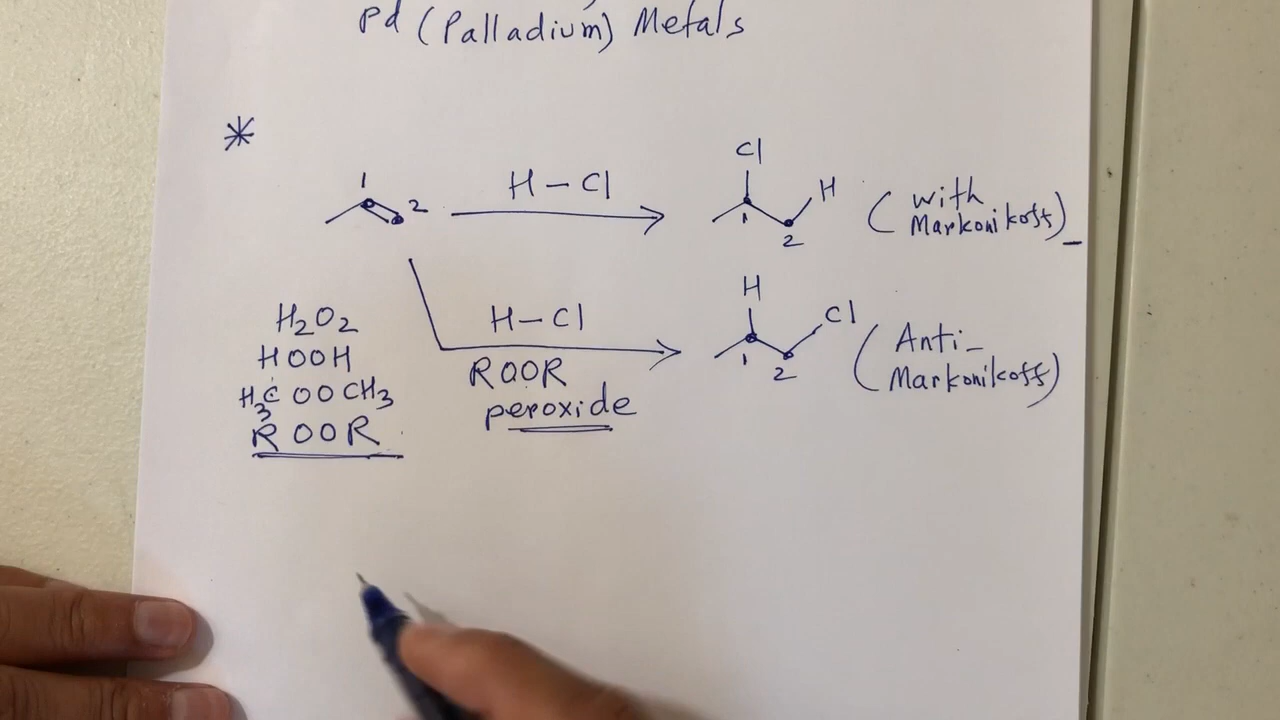 Pd (Palladium) Metals
*
1 2 H-Cl Cl H 1 2 (with Markonikoff)
H-Cl H Cl 1 2 (Anti-Markonikoff)
ROOR
peroxide
H2O2
HOOH
H3C OO CH3
R OO R